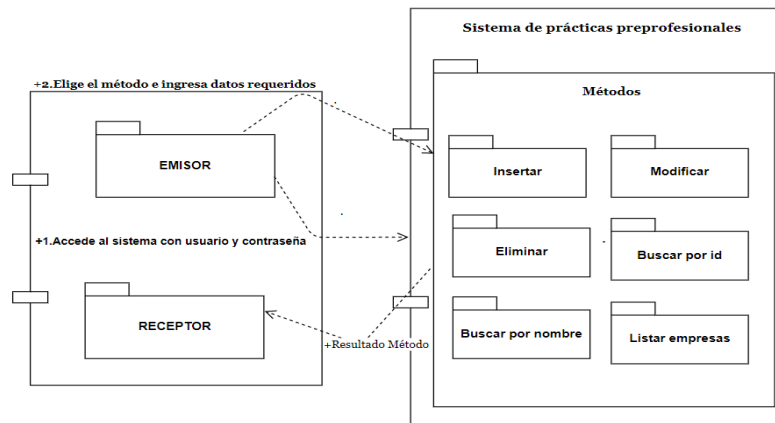 Sistema de prácticas preprofesionales
+2.Elige el método e ingresa datos requeridos
Métodos
EMISOR
Insertar
Modificar
+1.Accede al sistema con usuario y contraseña
Eliminar
Buscar por id
RECEPTOR
+Resultado Método
Buscar por nombre
Listar empresas